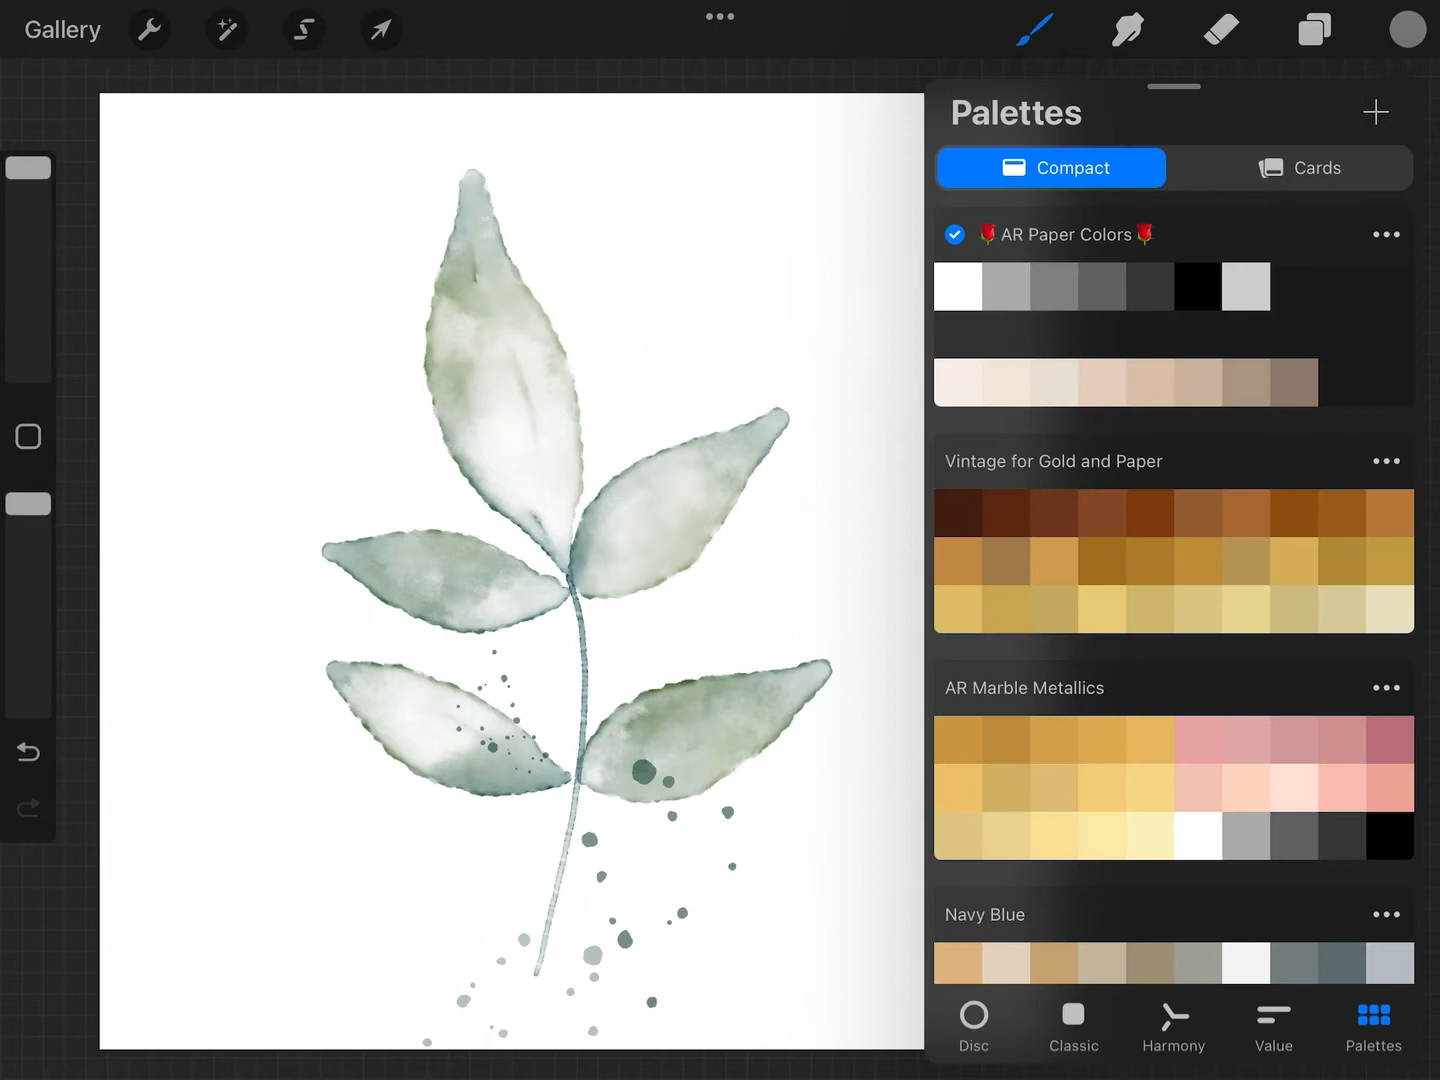 Gallery
Palettes
Compact
Cards
AR Paper Colors
Vintage for Gold and Paper
AR Marble Metallics
Navy Blue
Disc
Classic
Harmony
Value
Palettes